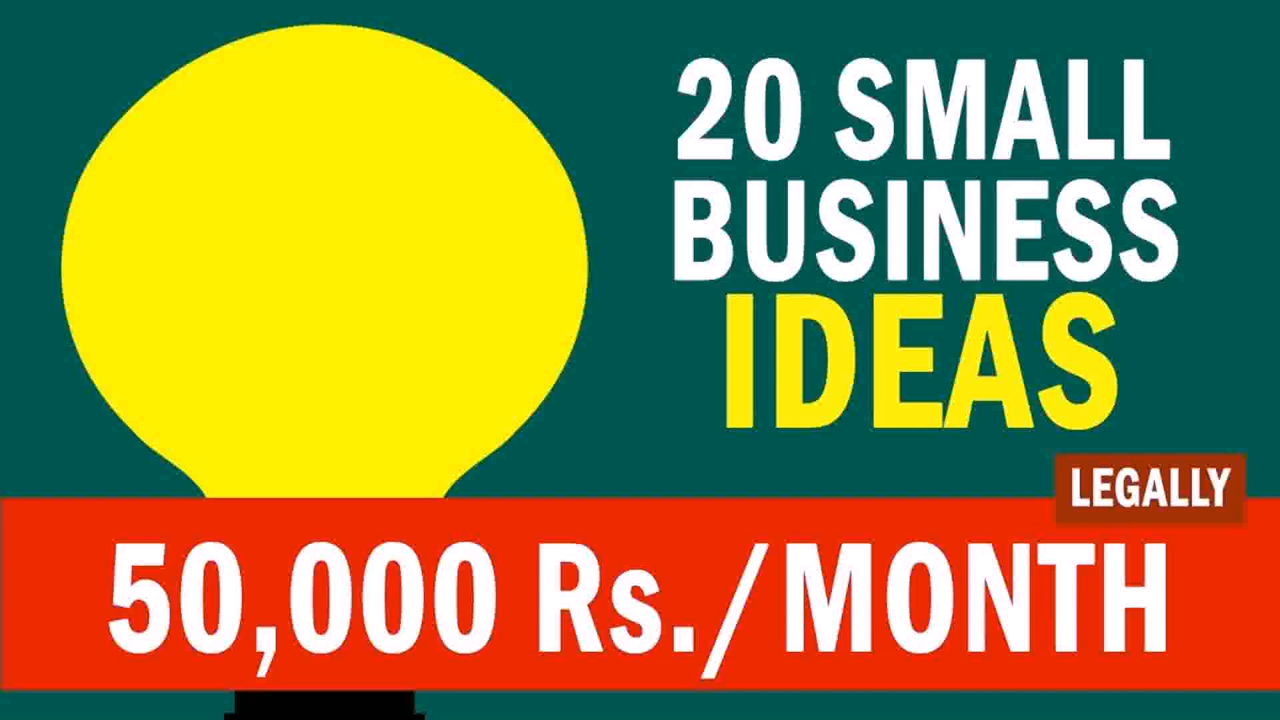 20 SMALL
BUSINESS
IDEAS
LEGALLY
50,000 Rs./MONTH